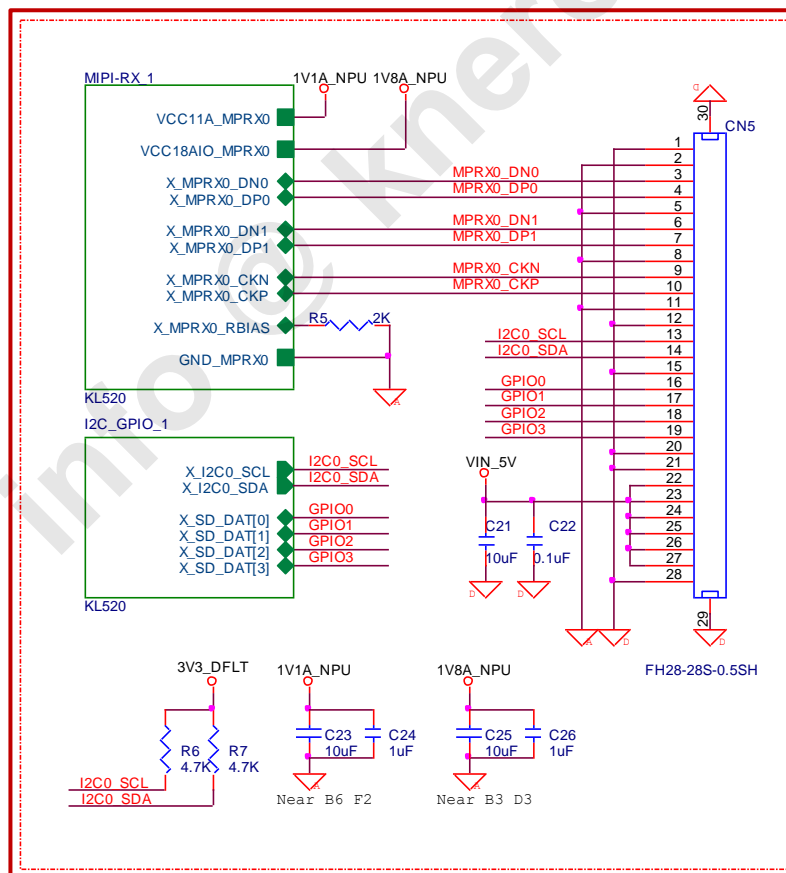 MIPI-RX_1
1V1A_NPU 1V8A_NPU
VCC11A_MPRX0
VCC18AIO_MPRX0
X_MPRX0_DN0
X_MPRX0_DP0
X_MPRX0_DN1
X_MPRX0_DP1
X_MPRX0_CKN
X_MPRX0_CKP
X_MPRX0_RBIAS
GND_MPRX0
KL520
R5 2K
A
MPRX0_DN0
MPRX0_DP0
MPRX0_DN1
MPRX0_DP1
MPRX0_CKN
MPRX0_CKP
I2C0_SCL
I2C0_SDA
GPIO0
GPIO1
GPIO2
GPIO3
D
30
CN5
1
2
3
4
5
6
7
8
9
10
11
12
13
14
15
16
17
18
19
20
21
22
23
24
25
26
27
28
29
A D D
FH28-28S-0.5SH
I2C_GPIO_1
X_I2C0_SCL
X_I2C0_SDA
X_SD_DAT[0]
X_SD_DAT[1]
X_SD_DAT[2]
X_SD_DAT[3]
KL520
I2C0_SCL
I2C0_SDA
GPIO0
GPIO1
GPIO2
GPIO3
VIN_5V
C21 C22
10uF 0.1uF
D D
3V3_DFLT
R6 R7
4.7K 4.7K
I2C0_SCL
I2C0_SDA
1V1A_NPU
C23 C24
10uF 1uF
A
Near B6 F2
1V8A_NPU
C25 C26
10uF 1uF
A
Near B3 D3
info @ kner